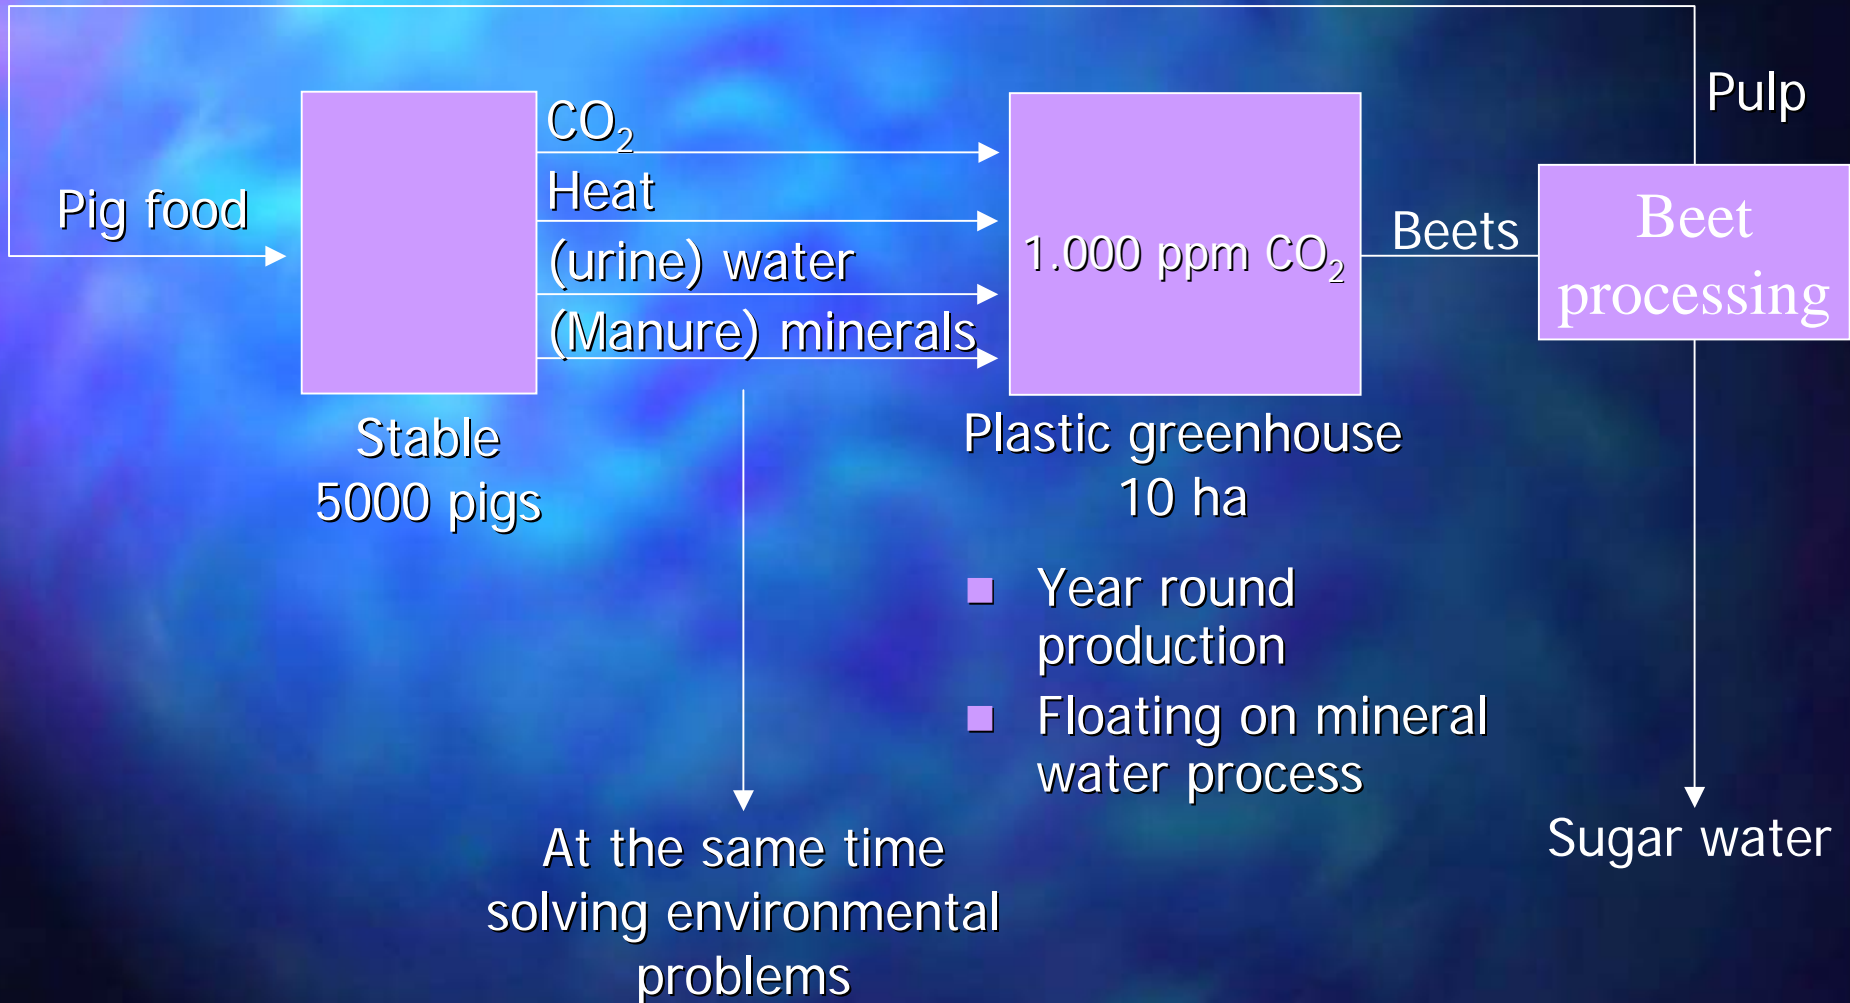 Pulp
CO₂
Heat
Pig food
(urine) water
(Manure) minerals
1.000 ppm CO₂
Beets
Beet
processing
Stable
5000 pigs
Plastic greenhouse
10 ha
■ Year round
production
■ Floating on mineral
water process
At the same time
solving environmental
problems
Sugar water